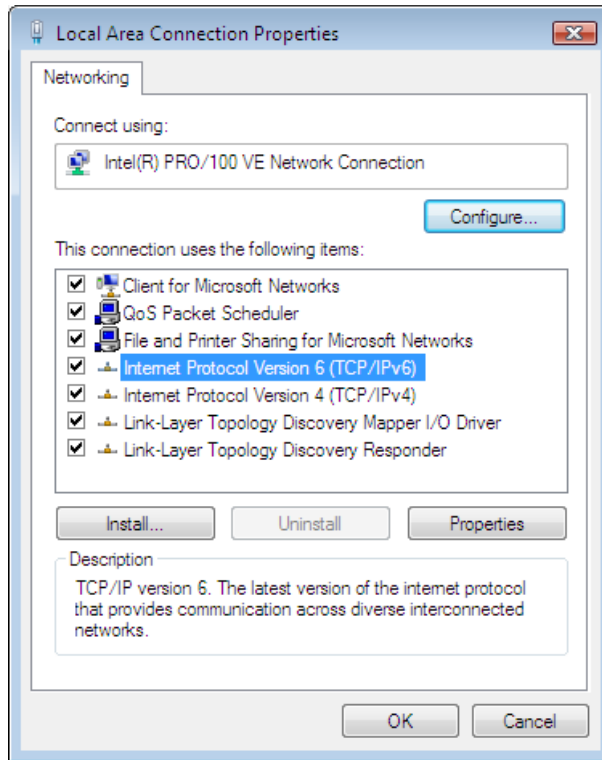 Local Area Connection Properties
Networking
Connect using:
Intel(R) PRO/100 VE Network Connection
Configure...
This connection uses the following items:
Client for Microsoft Networks
QoS Packet Scheduler
File and Printer Sharing for Microsoft Networks
Internet Protocol Version 6 (TCP/IPv6)
Internet Protocol Version 4 (TCP/IPv4)
Link-Layer Topology Discovery Mapper I/O Driver
Link-Layer Topology Discovery Responder
Install... Uninstall Properties
Description
TCP/IP version 6. The latest version of the internet protocol
that provides communication across diverse interconnected
networks.
OK Cancel